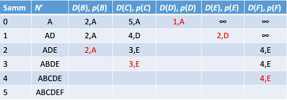 Samm N' D(B), p(B) D(C), p(C) D(D), p(D) D(E), p(E) D(F), p(F)
0 A 2,A 5,A 1,A ∞ ∞
1 AD 2,A 4,D 2,D ∞
2 ADE 2,A 3,E 4,E
3 ABDE 3,E 4,E
4 ABCDE 4,E
5 ABCDEF